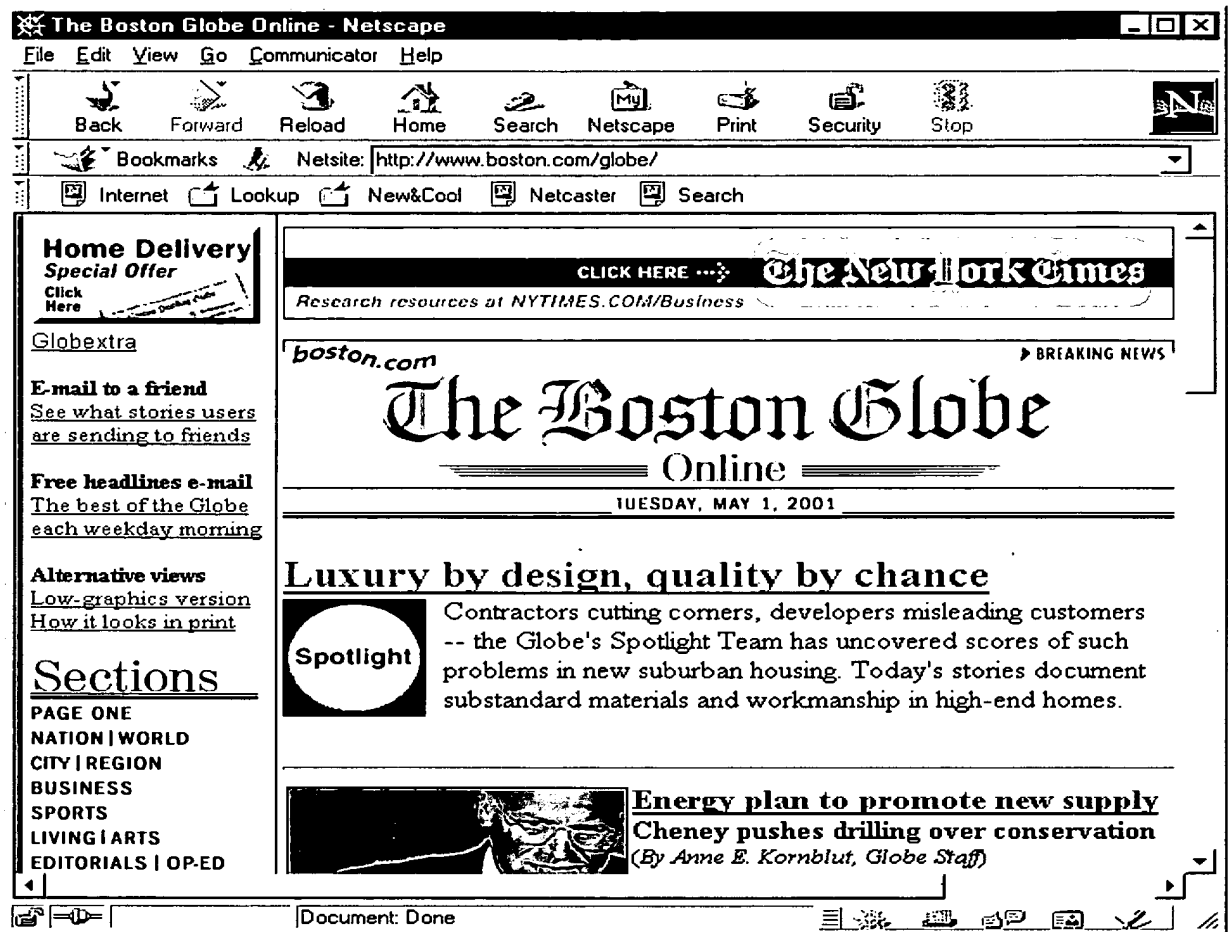 The Boston Globe Online - Netscape
File Edit View Go Communicator Help
Back Forward Reload Home Search Netscape Print Security Stop
My
N
Bookmarks Netsite: http://www.boston.com/globe/
Internet Lookup New&Cool Netcaster Search
Home Delivery
Special Offer
Click
Here
Globextra
E-mail to a friend
See what stories users
are sending to friends
Free headlines e-mail
The best of the Globe
each weekday morning
Alternative views
Low-graphics version
How it looks in print
Sections
PAGE ONE
NATION | WORLD
CITY | REGION
BUSINESS
SPORTS
LIVING | ARTS
EDITORIALS | OP-ED
CLICK HERE
The New York Times
Research resources at NYTIMES.COM/Business
boston.com
BREAKING NEWS
The Boston Globe
Online
TUESDAY, MAY 1, 2001
Luxury by design, quality by chance
Spotlight
Contractors cutting corners, developers misleading customers
-- the Globe's Spotlight Team has uncovered scores of such
problems in new suburban housing. Today's stories document
substandard materials and workmanship in high-end homes.
Energy plan to promote new supply
Cheney pushes drilling over conservation
(By Anne E. Kornblut, Globe Staff)
Document: Done